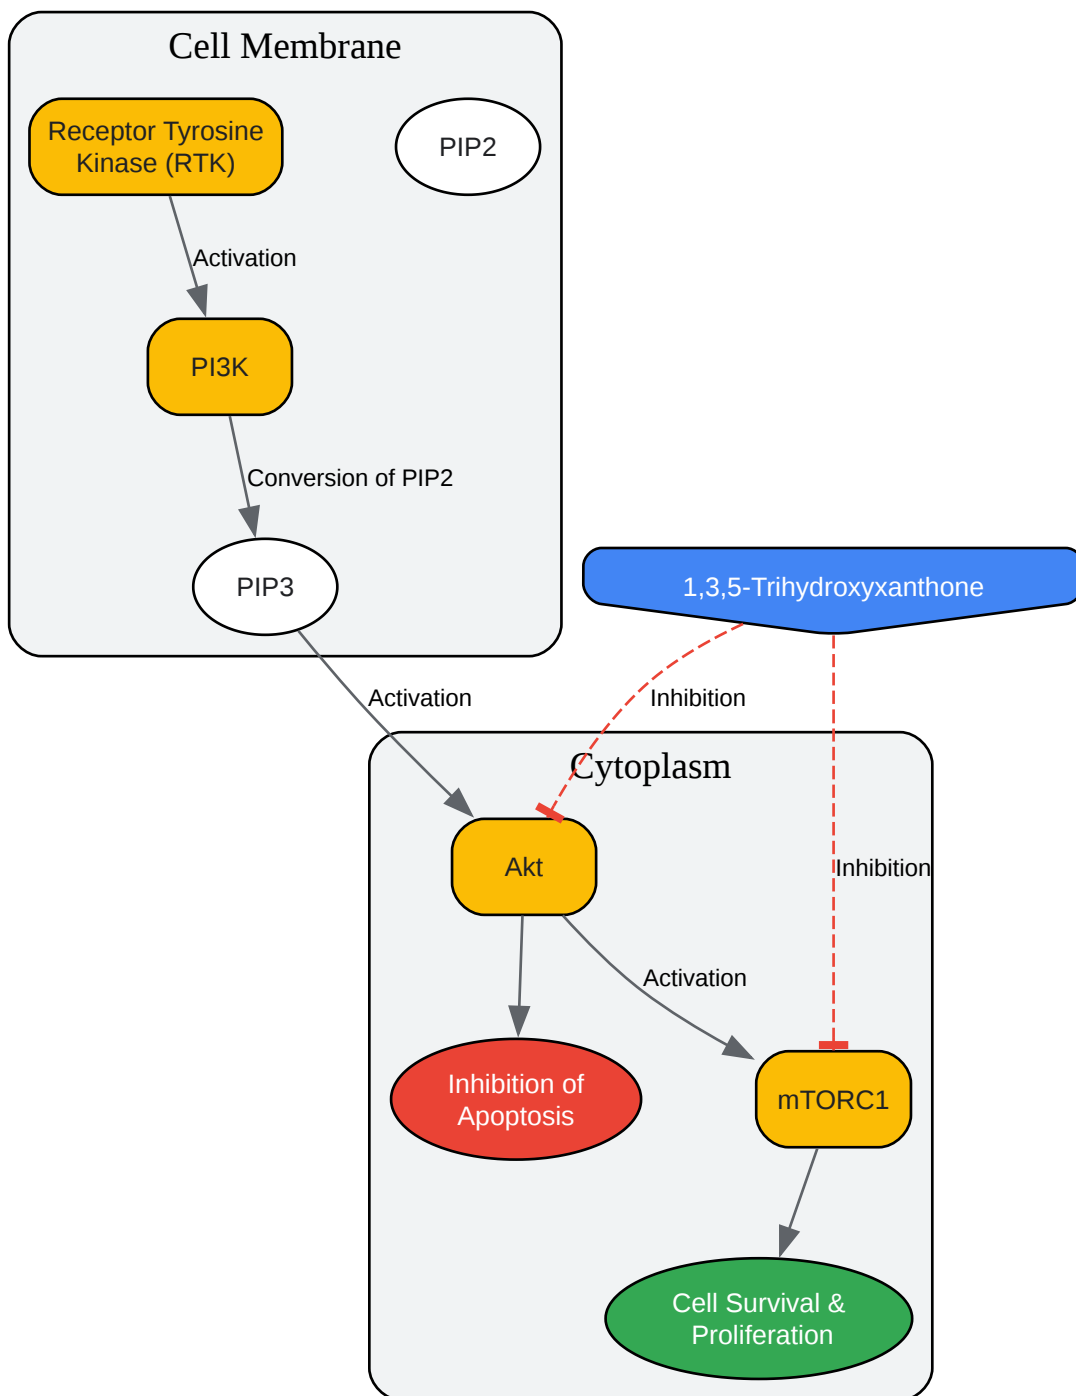 Cell Membrane
Receptor Tyrosine
Kinase (RTK)
PIP2
Activation
PI3K
Conversion of PIP2
PIP3
1,3,5-Trihydroxyxanthone
Activation
Inhibition
Cytoplasm
Akt
Inhibition
Activation
Inhibition of
Apoptosis
mTORC1
Cell Survival &
Proliferation